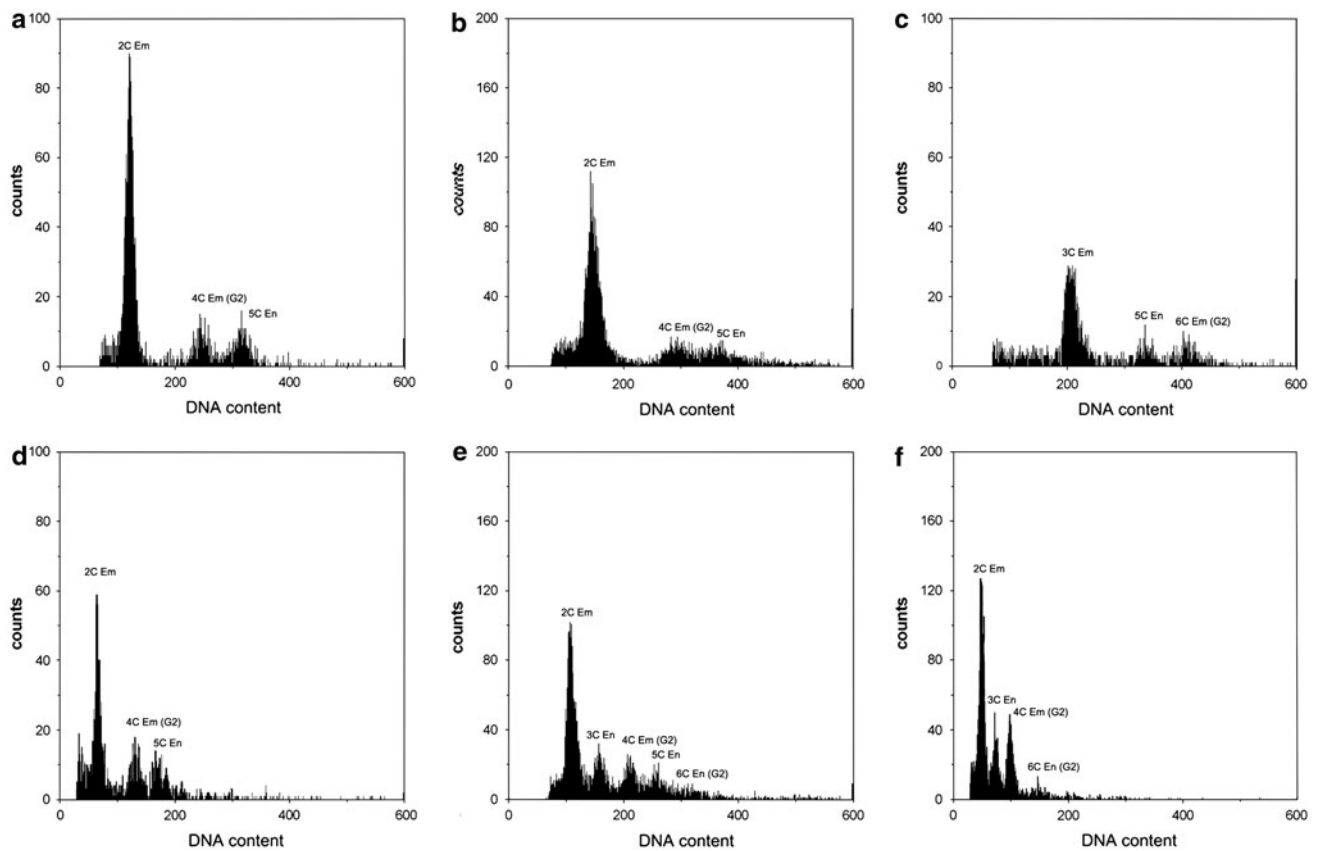 a
100
80
60
40
20
0
counts
2C Em
4C Em (G2)
5C En
0 200 400 600
DNA content
b
200
160
120
80
40
0
counts
2C Em
4C Em (G2)
5C En
0 200 400 600
DNA content
c
100
80
60
40
20
0
counts
3C Em
5C En
6C Em (G2)
0 200 400 600
DNA content
d
100
80
60
40
20
0
counts
2C Em
4C Em (G2)
5C En
0 200 400 600
DNA content
e
200
160
120
80
40
0
counts
2C Em
3C En
4C Em (G2)
5C En
6C En (G2)
0 200 400 600
DNA content
f
200
160
120
80
40
0
counts
2C Em
3C En
4C Em (G2)
6C En (G2)
0 200 400 600
DNA content